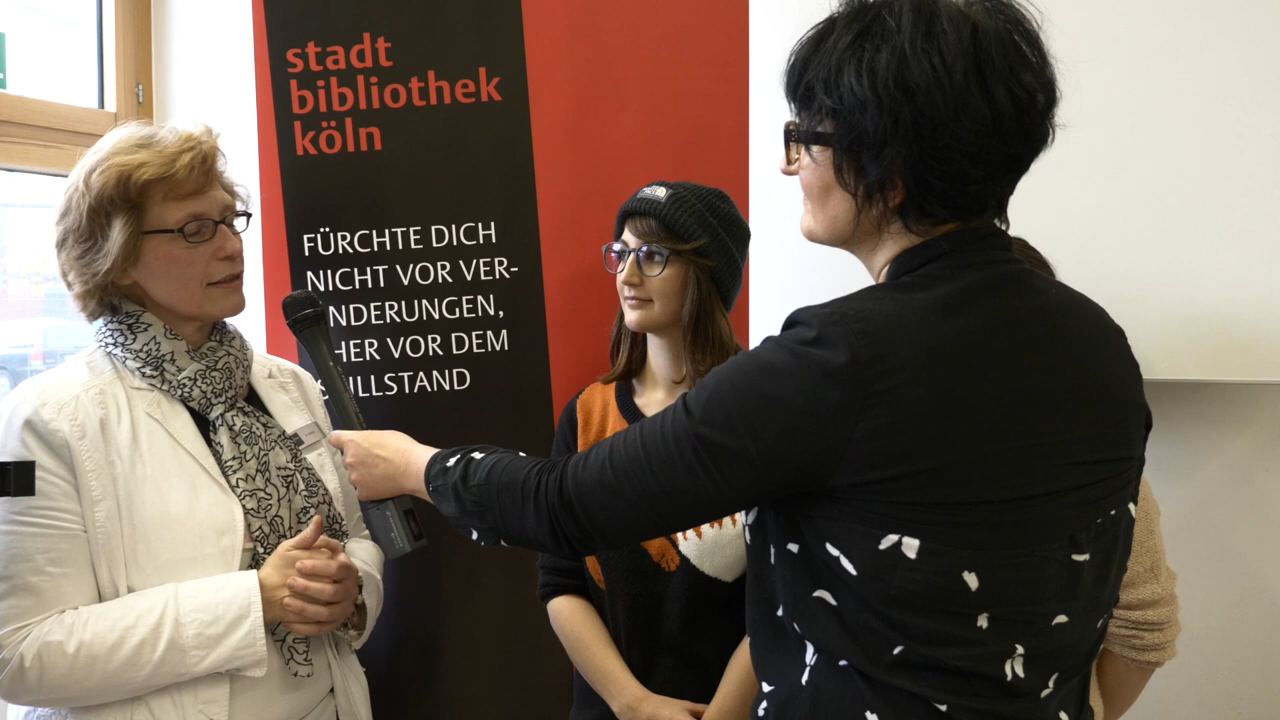 stadt
bibliothek
köln
FÜRCHTE DICH
NICHT VOR VER-
NDERUNGEN,
HER VOR DEM
ILLSTAND